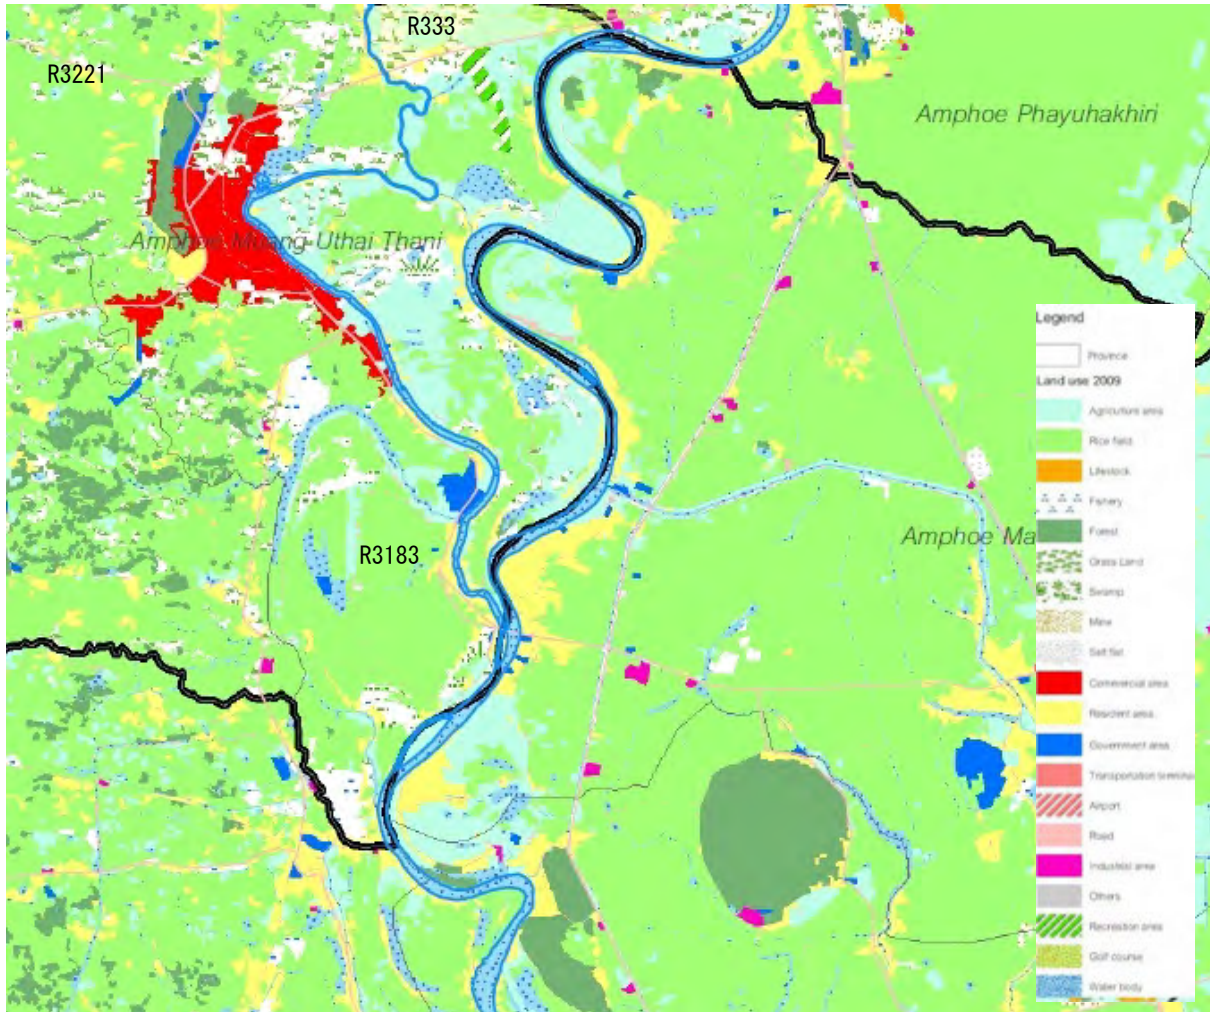 R333
R3221
Amphoe Phayuhakhiri
Amphoe Muang Uthai Thani
Legend
Province
Land use 2009
Agriculture area
Rice field
Livestock
Fishery
Forest
Grass Land
Swamp
Mine
Salt flat
Commercial area
Resident area
Government area
Transportation termina
Airport
Road
Industrial area
Others
Recreation area
Golf course
Water body
Amphoe Ma
R3183